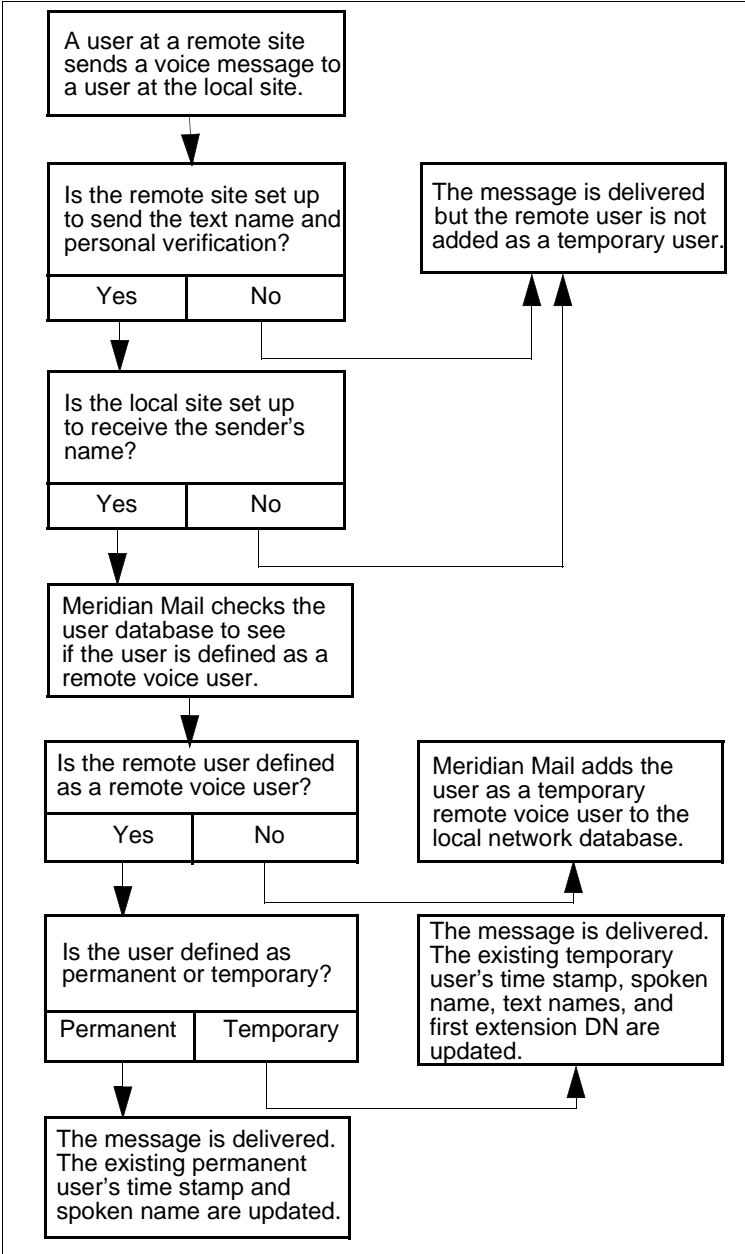 A user at a remote site
sends a voice message to
a user at the local site.
Is the remote site set up
to send the text name and
personal verification?
Yes
No
The message is delivered
but the remote user is not
added as a temporary user.
Is the local site set up
to receive the sender's
name?
Yes
No
Meridian Mail checks the
user database to see
if the user is defined as a
remote voice user.
Is the remote user defined
as a remote voice user?
Yes
No
Meridian Mail adds the
user as a temporary
remote voice user to the
local network database.
Is the user defined as
permanent or temporary?
Permanent
Temporary
The message is delivered.
The existing temporary
user's time stamp, spoken
name, text names, and
first extension DN are
updated.
The message is delivered.
The existing permanent
user's time stamp and
spoken name are updated.